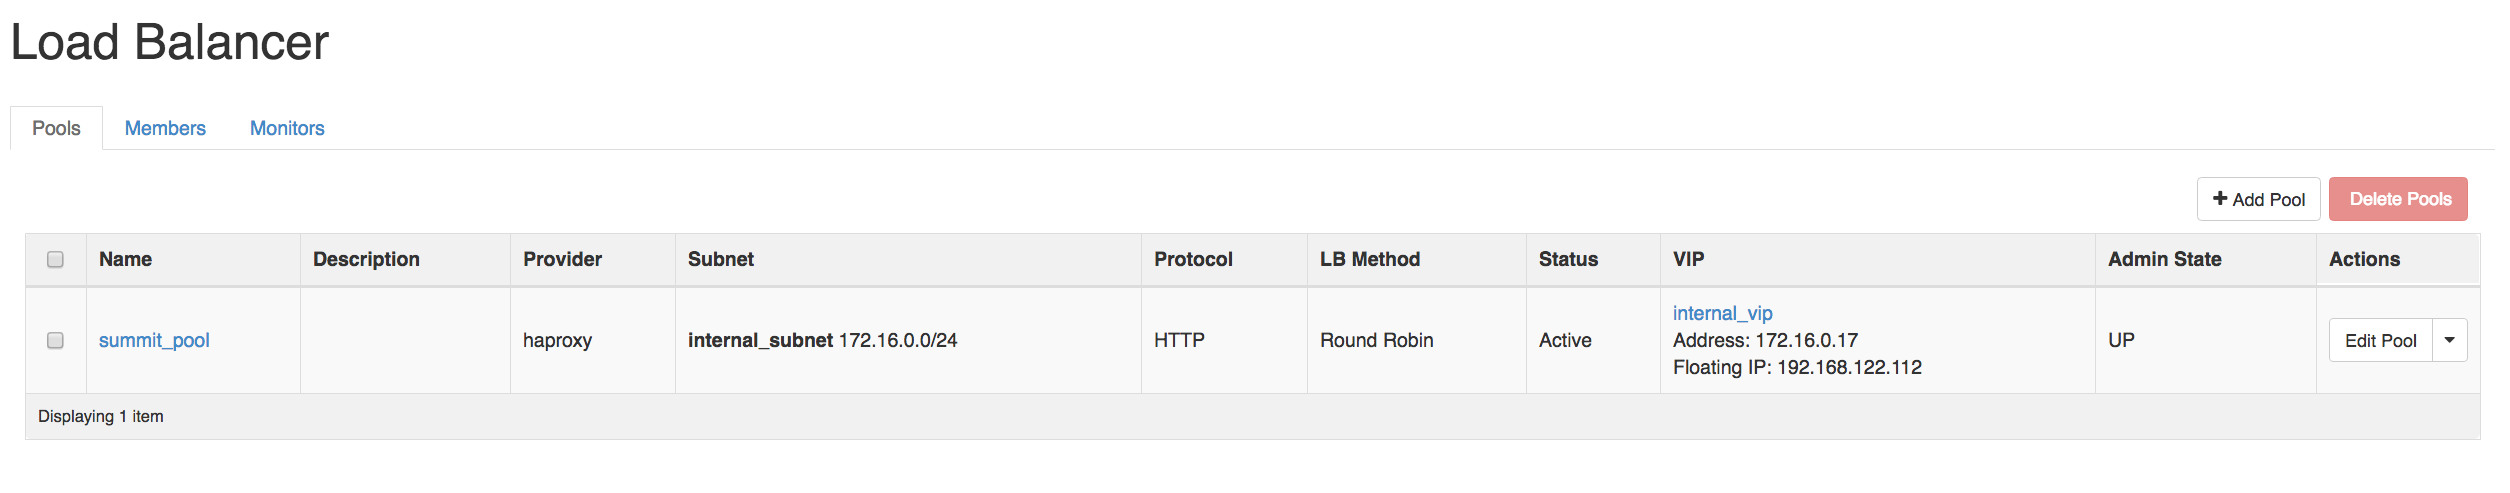 Load Balancer
Pools Members Monitors
Add Pool Delete Pools
Name Description Provider Subnet Protocol LB Method Status VIP Admin State Actions
summit_pool haproxy internal_subnet 172.16.0.0/24 HTTP Round Robin Active internal_vip UP Edit Pool
Address: 172.16.0.17
Floating IP: 192.168.122.112
Displaying 1 item